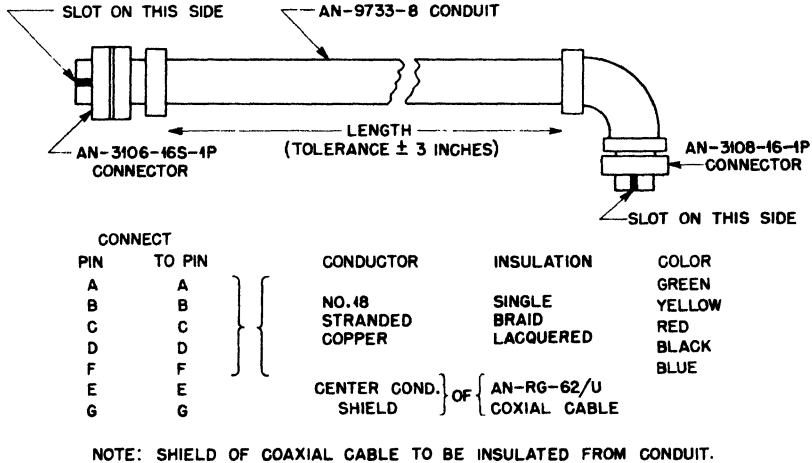 SLOT ON THIS SIDE
AN-9733-8 CONDUIT
LENGTH
(TOLERANCE ± 3 INCHES)
AN-3106-16S-1P
CONNECTOR
AN-3108-16-1P
CONNECTOR
SLOT ON THIS SIDE
CONNECT
PIN TO PIN CONDUCTOR INSULATION COLOR
A A GREEN
B B NO.18 SINGLE YELLOW
C C STRANDED BRAID RED
D D COPPER LACQUERED BLACK
F F BLUE
E E CENTER COND. OF AN-RG-62/U
G G SHIELD COXIAL CABLE
NOTE: SHIELD OF COAXIAL CABLE TO BE INSULATED FROM CONDUIT.